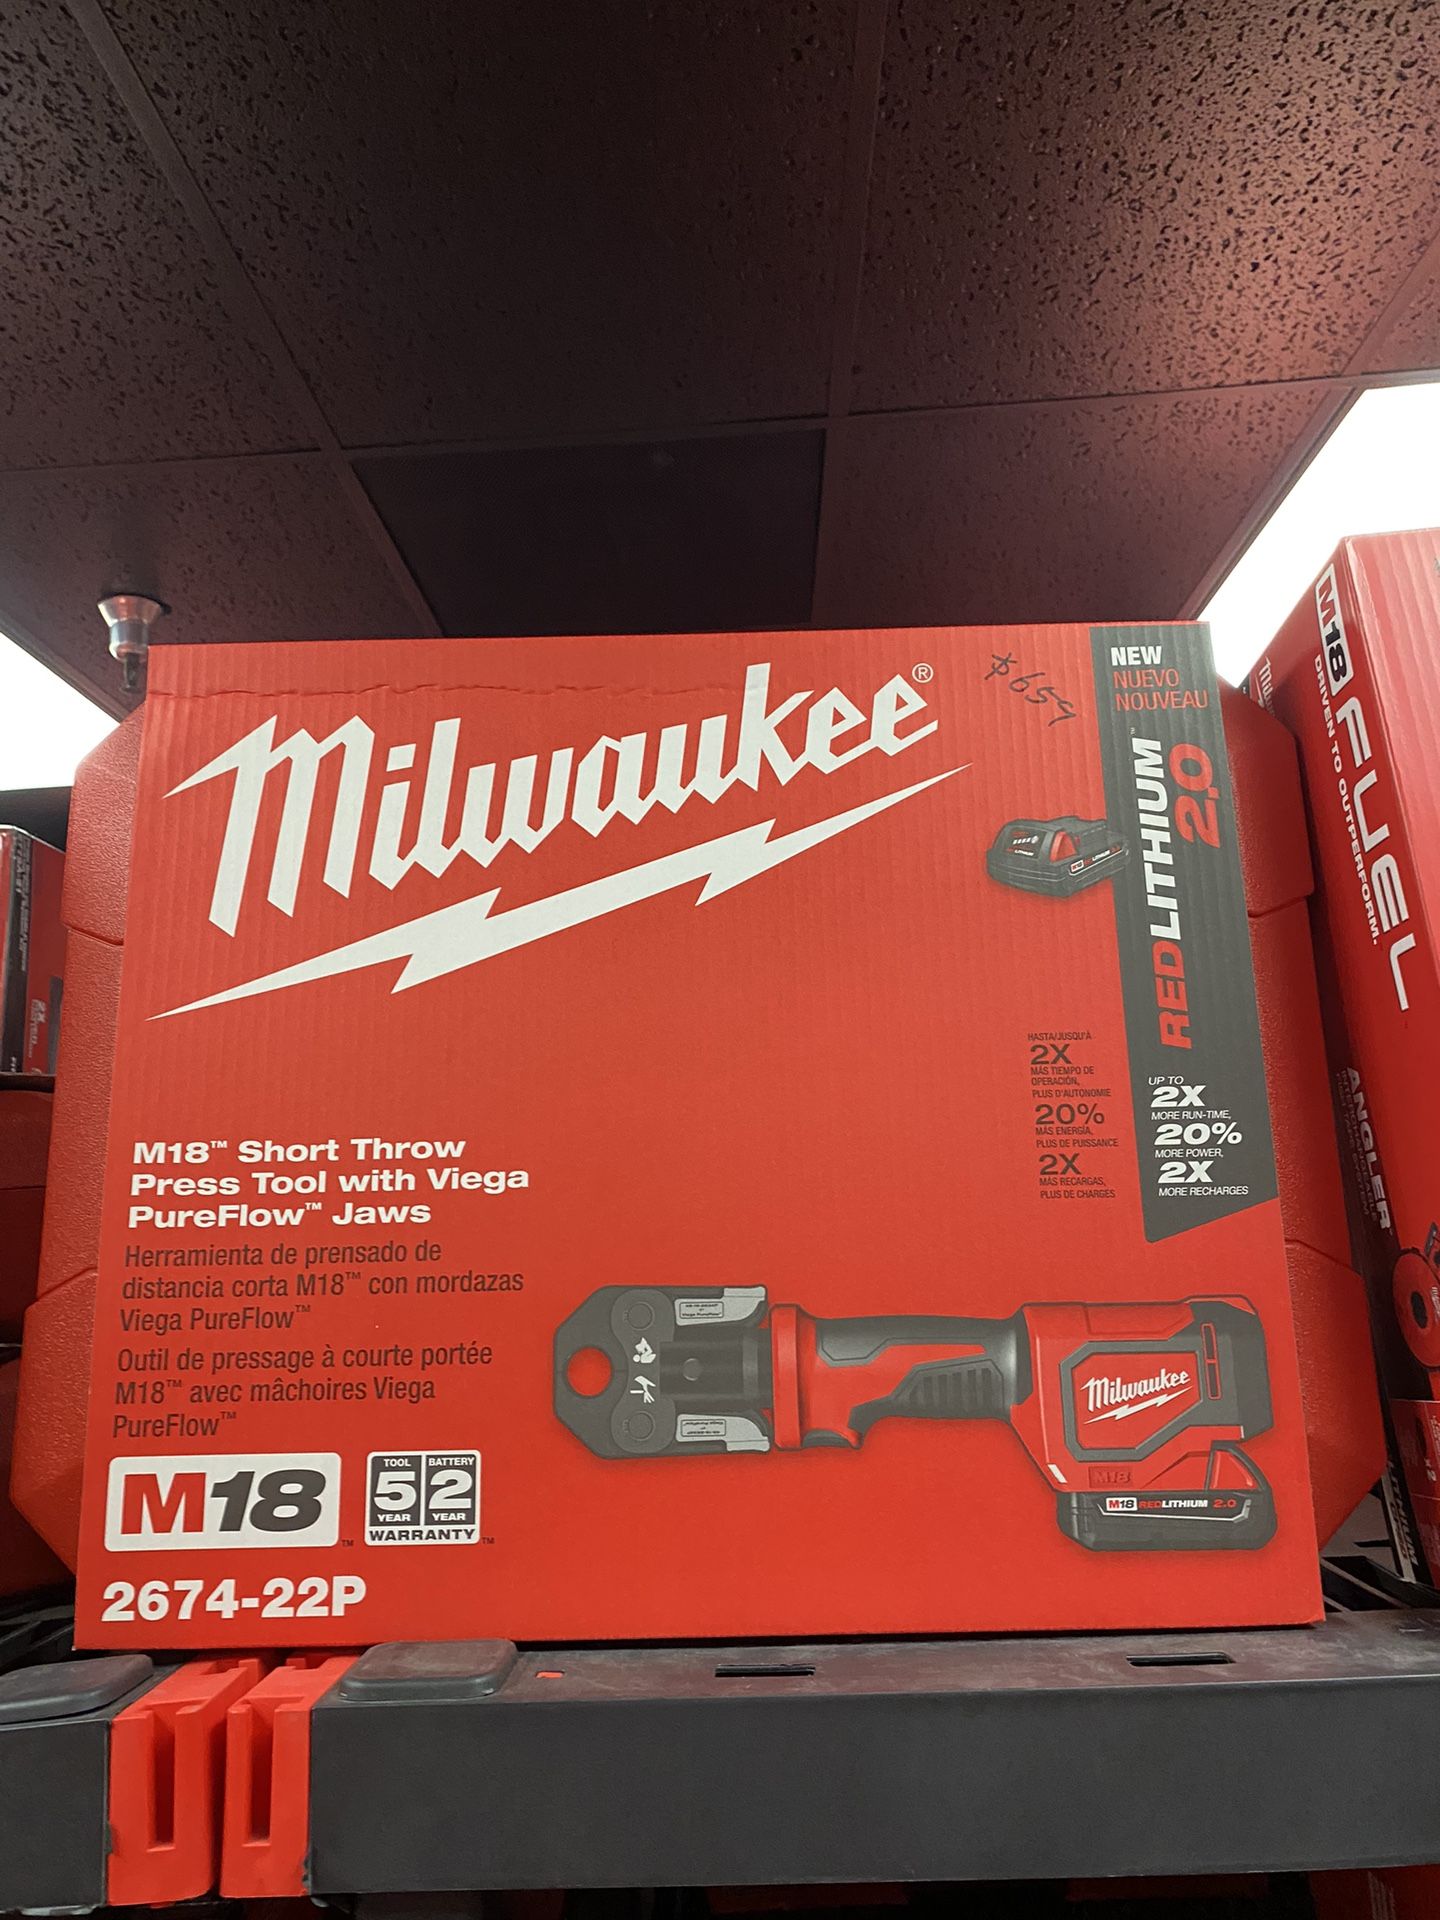 Milwaukee®
$659
NEW
NUEVO
NOUVEAU
REDLITHIUM™ 2.0
HASTA/JUSQU'À
2X
MÁS TIEMPO DE
OPERACIÓN,
PLUS D'AUTONOMIE
20%
MÁS ENERGÍA,
PLUS DE PUISSANCE
2X
MÁS RECARGAS,
PLUS DE CHARGES
UP TO
2X
MORE RUN-TIME,
20%
MORE POWER,
2X
MORE RECHARGES
M18™ Short Throw
Press Tool with Viega
PureFlow™ Jaws
Herramienta de prensado de
distancia corta M18™ con mordazas
Viega PureFlow™
Outil de pressage à courte portée
M18™ avec mâchoires Viega
PureFlow™
M18™
TOOL
5
YEAR
BATTERY
2
YEAR
WARRANTY™
2674-22P
Milwaukee
M18
M18 REDLITHIUM 2.0
M18 FUEL
DRIVEN TO OUTPERFORM.
ANGLER™